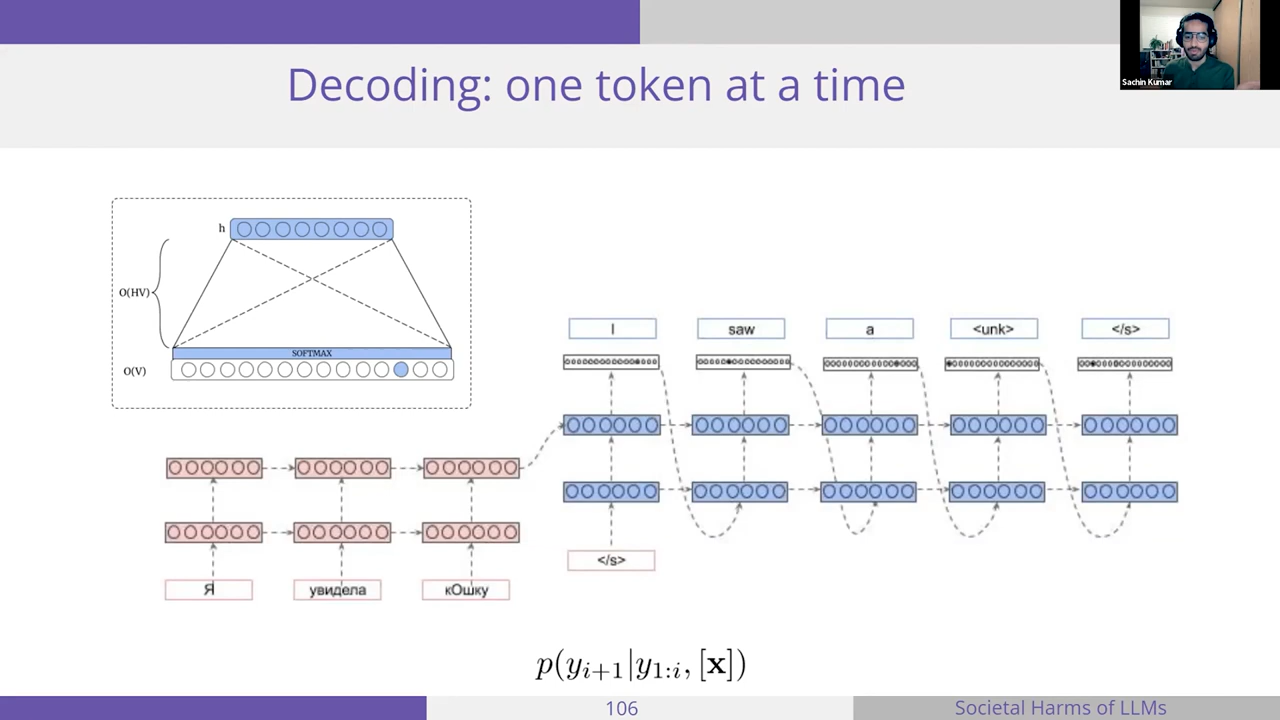 Sachin Kumar
Decoding: one token at a time
h
O(HV)
SOFTMAX
O(V)
I
saw
a
<unk>
</s>
</s>
Я
увидела
кОшку
p(y_{i+1}|y_{1:i}, [x])
106
Societal Harms of LLMs